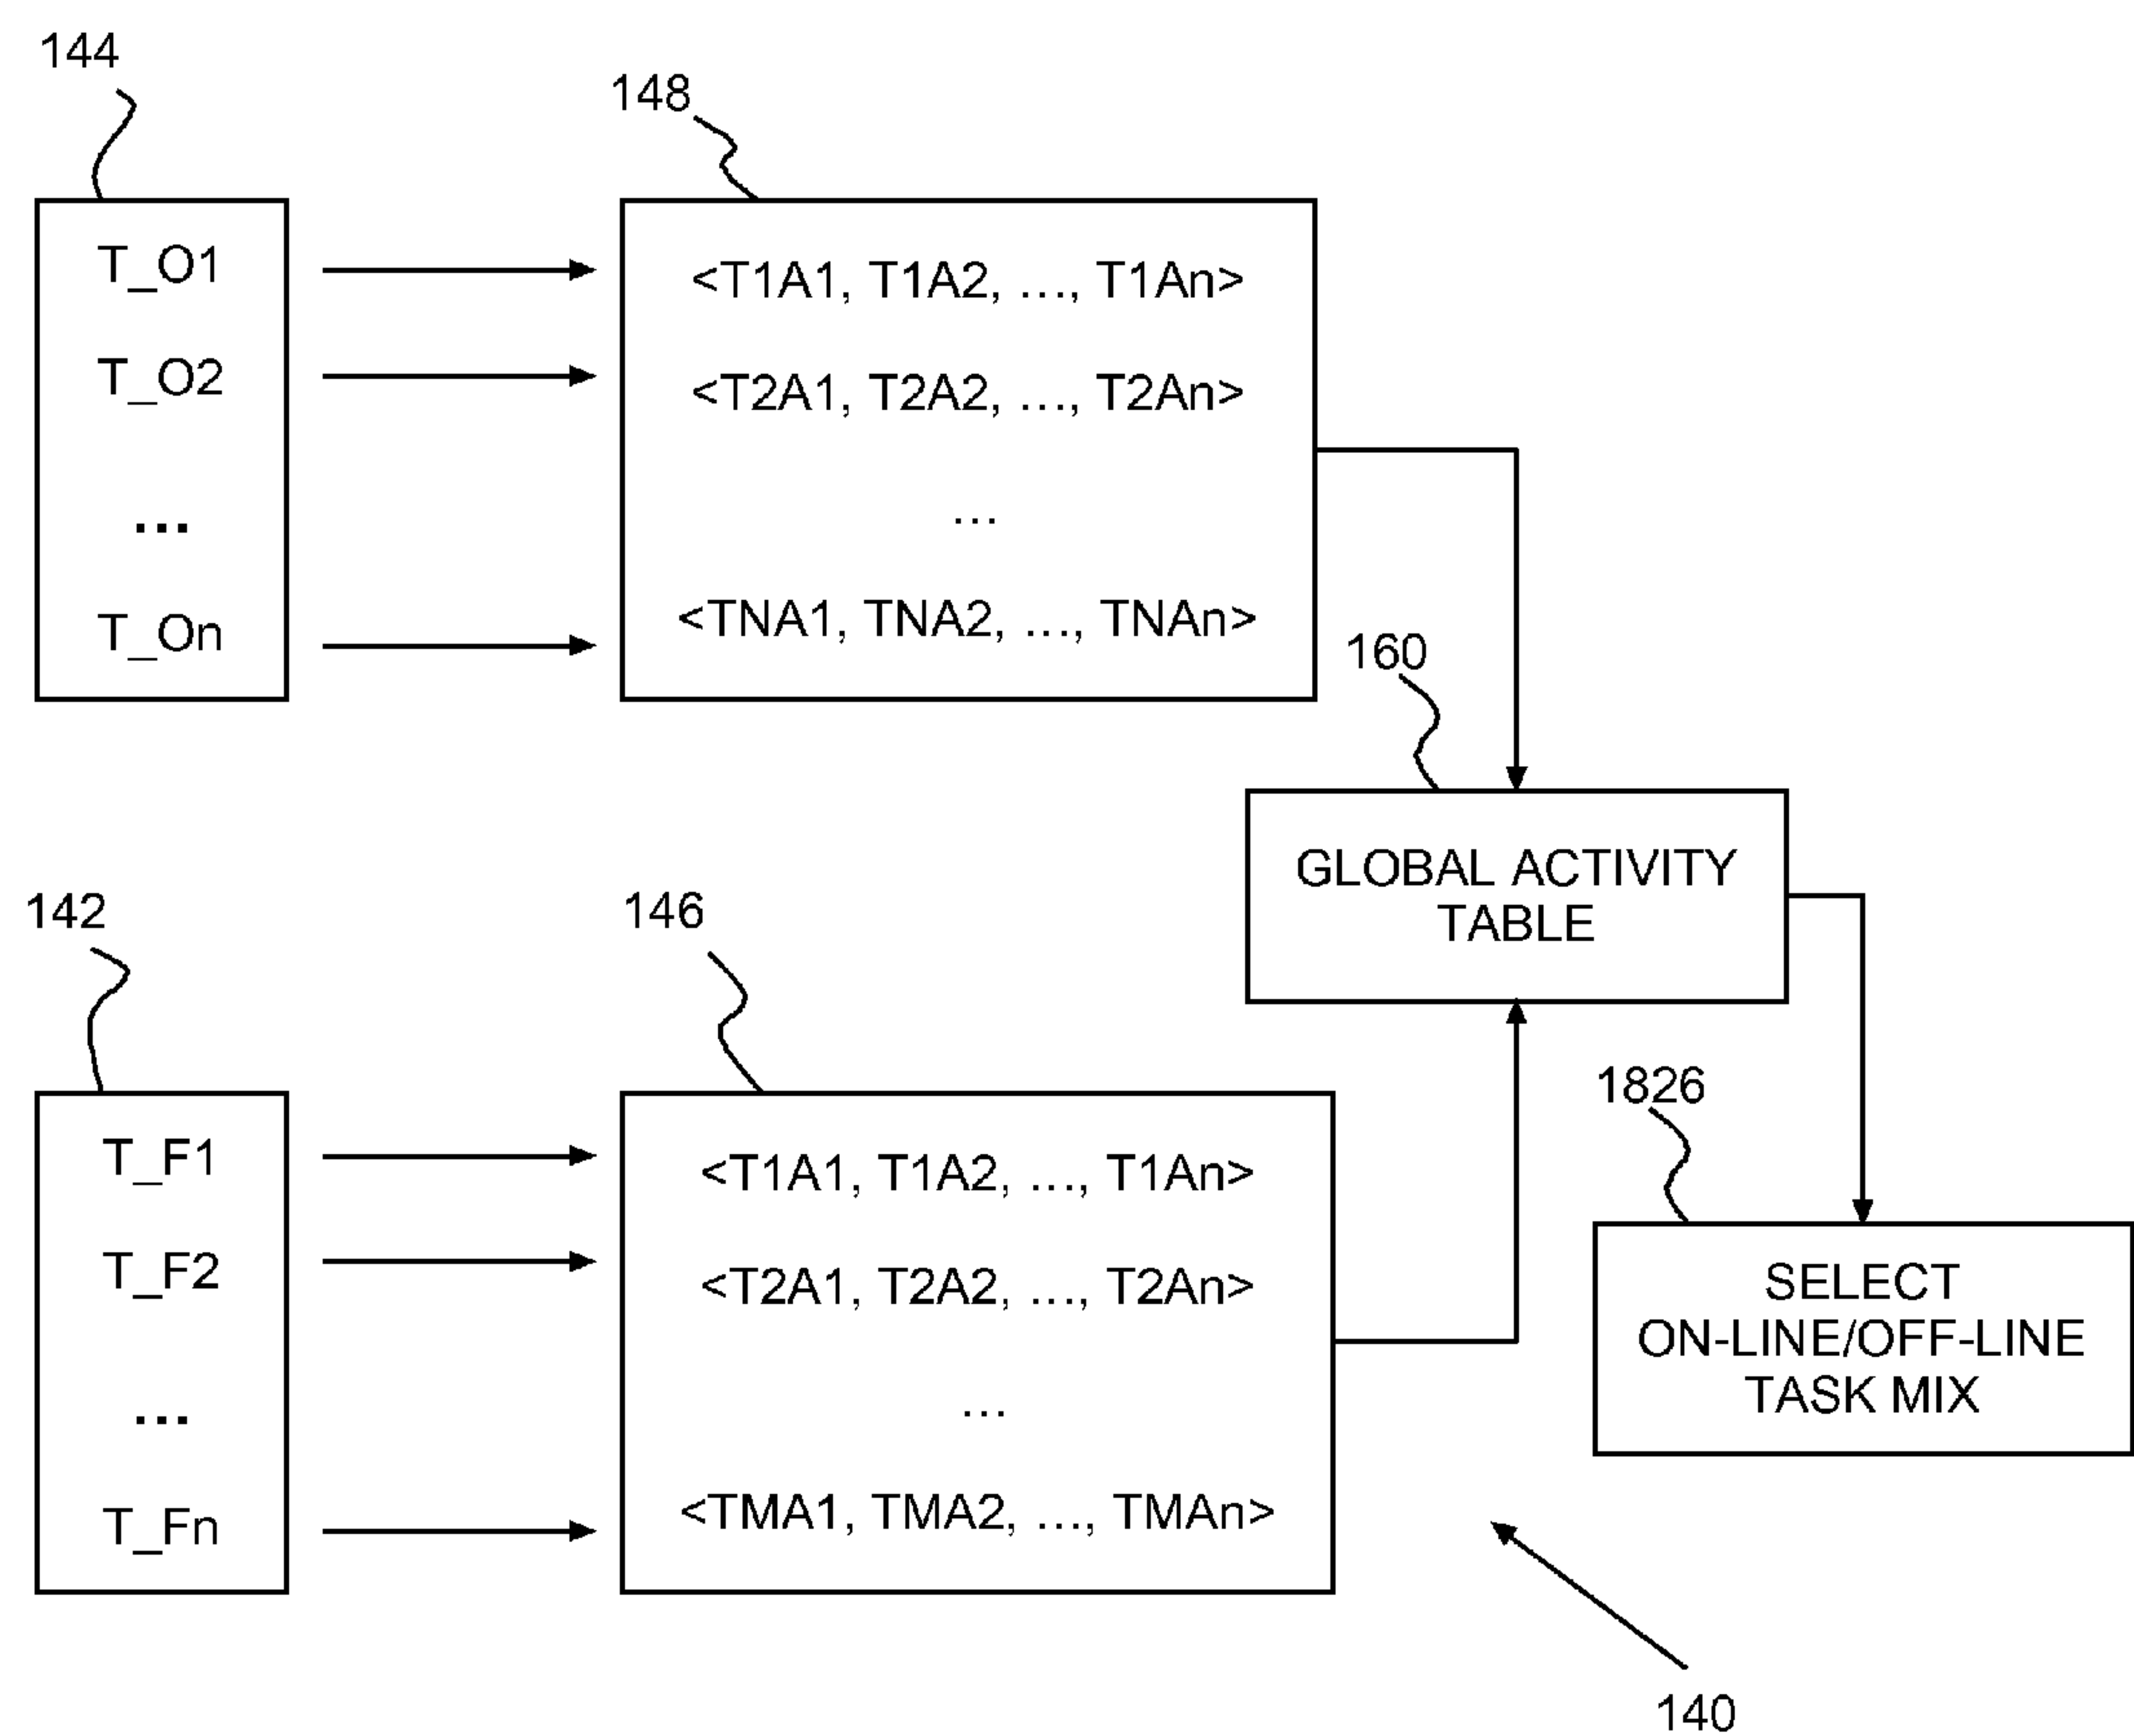 144
148
T_O1
<T1A1, T1A2, ..., T1An>
T_O2
<T2A1, T2A2, ..., T2An>
...
...
T_On
<TNA1, TNA2, ..., TNAn>
160
GLOBAL ACTIVITY
TABLE
142
146
1826
T_F1
<T1A1, T1A2, ..., T1An>
T_F2
<T2A1, T2A2, ..., T2An>
...
...
T_Fn
<TMA1, TMA2, ..., TMAn>
SELECT
ON-LINE/OFF-LINE
TASK MIX
140